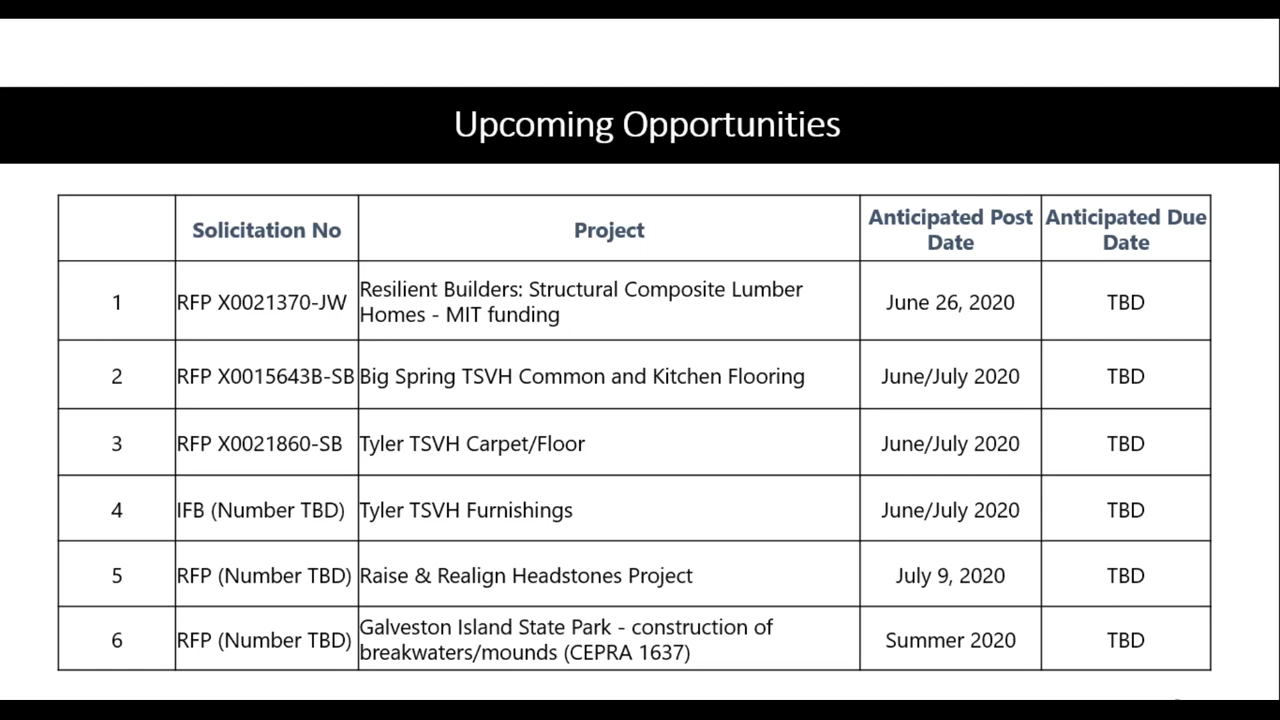 Upcoming Opportunities
Solicitation No
Project
Anticipated Post
Date
Anticipated Due
Date
1
RFP X0021370-JW
Resilient Builders: Structural Composite Lumber
Homes - MIT funding
June 26, 2020
TBD
2
RFP X0015643B-SB
Big Spring TSVH Common and Kitchen Flooring
June/July 2020
TBD
3
RFP X0021860-SB
Tyler TSVH Carpet/Floor
June/July 2020
TBD
4
IFB (Number TBD)
Tyler TSVH Furnishings
June/July 2020
TBD
5
RFP (Number TBD)
Raise & Realign Headstones Project
July 9, 2020
TBD
6
RFP (Number TBD)
Galveston Island State Park - construction of
breakwaters/mounds (CEPRA 1637)
Summer 2020
TBD